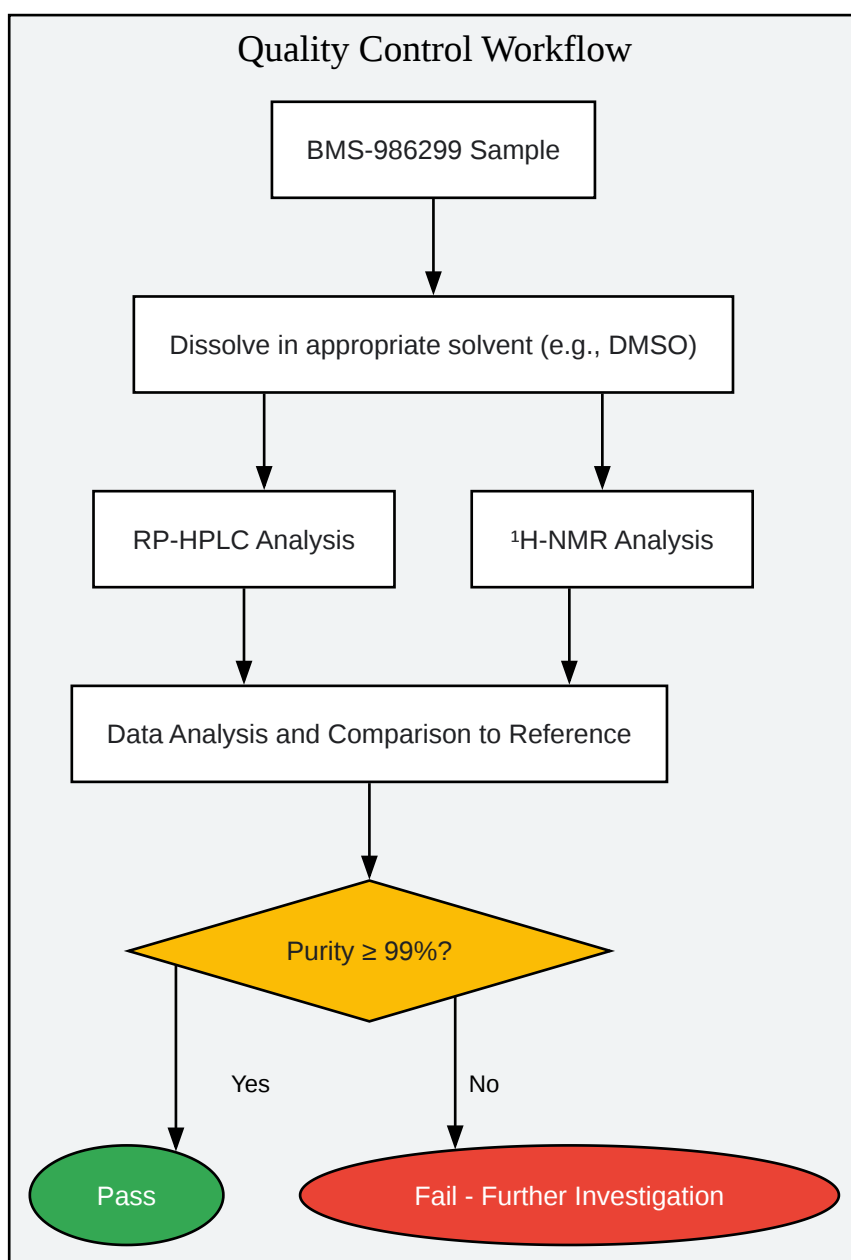 Quality Control Workflow
BMS-986299 Sample
Dissolve in appropriate solvent (e.g., DMSO)
RP-HPLC Analysis
¹H-NMR Analysis
Data Analysis and Comparison to Reference
Purity ≥ 99%?
Yes
No
Pass
Fail - Further Investigation